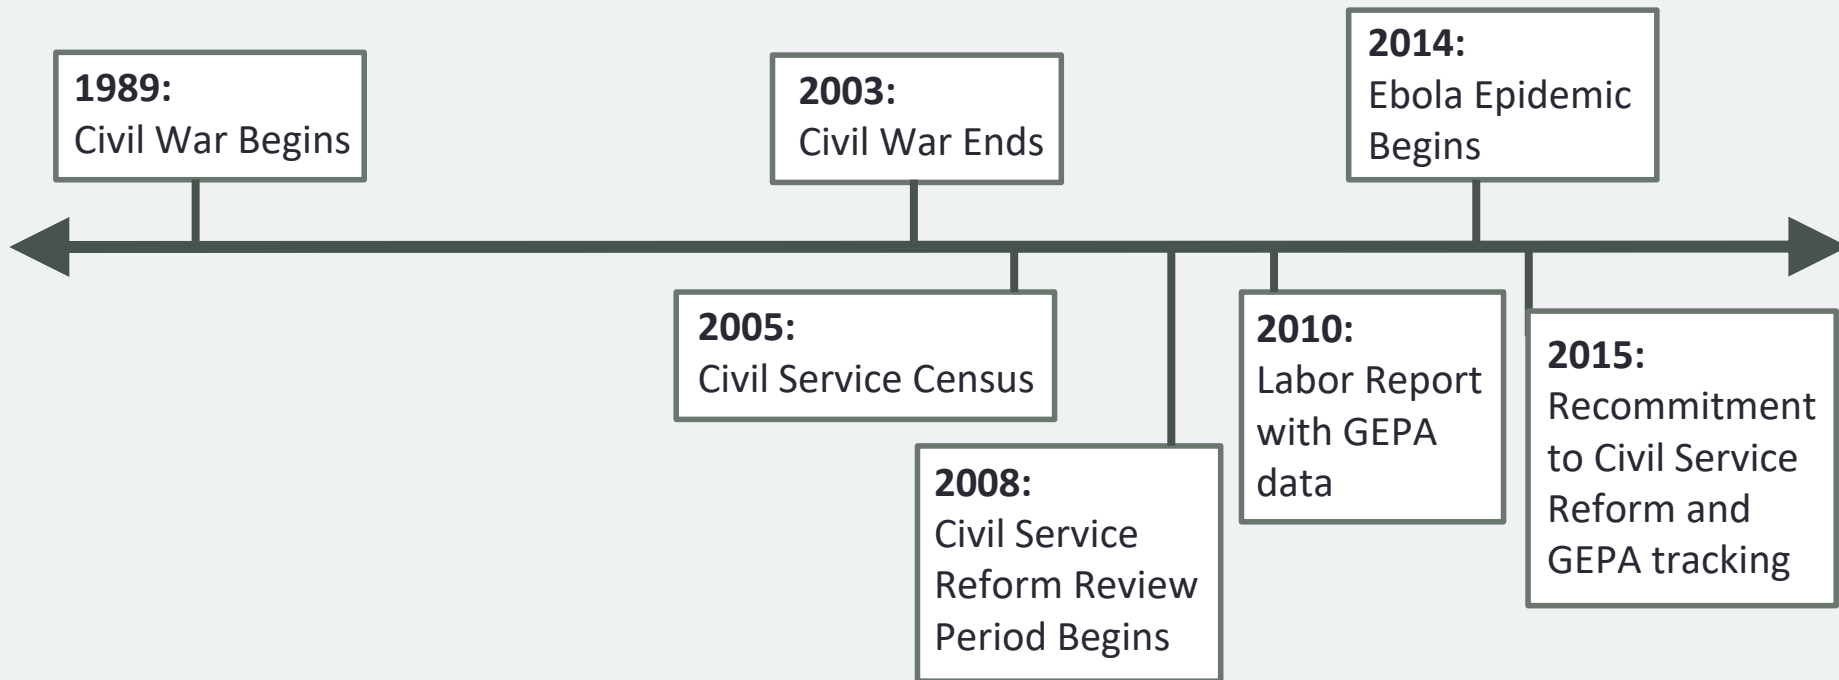 1989:
Civil War Begins
2003:
Civil War Ends
2014:
Ebola Epidemic
Begins
2005:
Civil Service Census
2008:
Civil Service
Reform Review
Period Begins
2010:
Labor Report
with GEPA
data
2015:
Recommitment
to Civil Service
Reform and
GEPA tracking